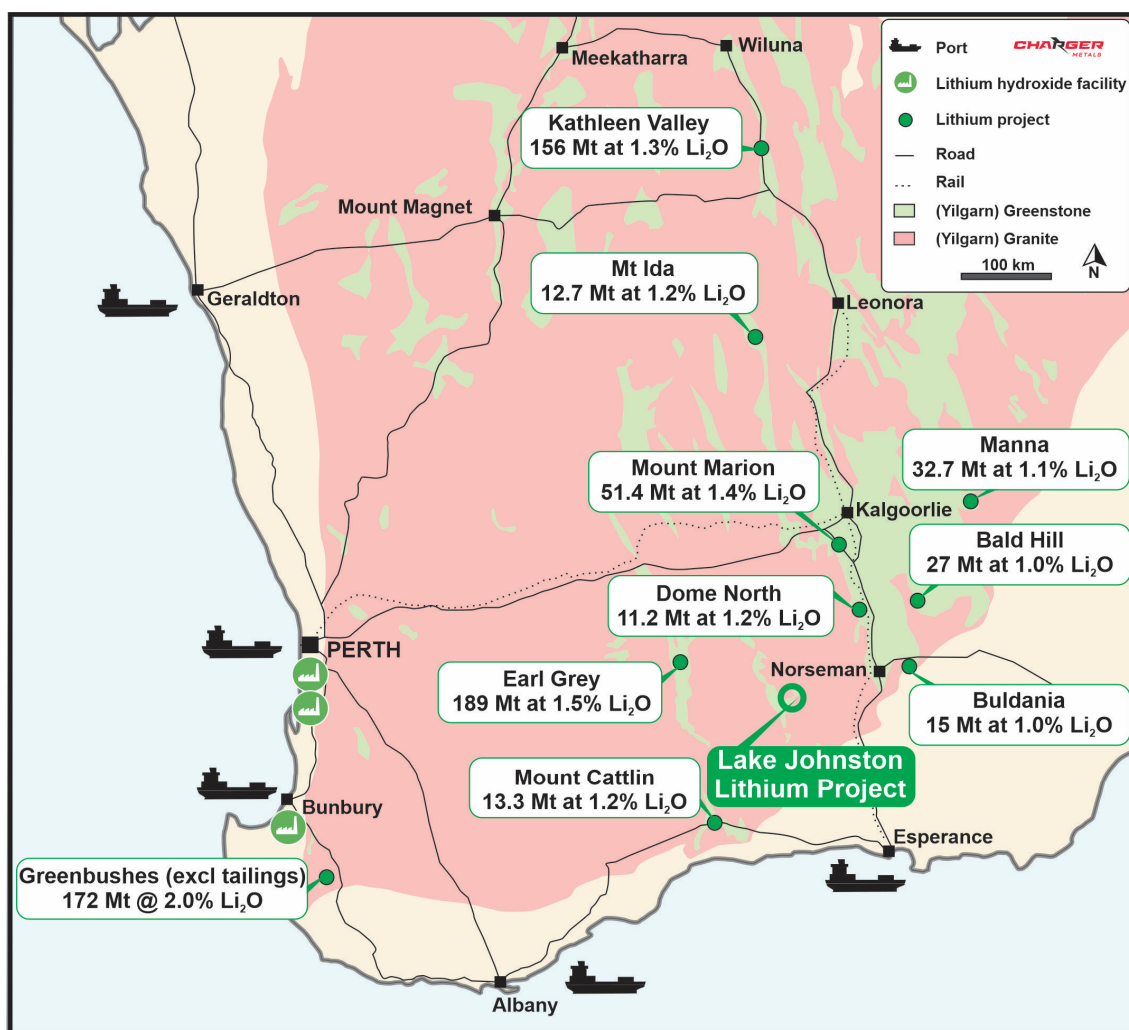 Meekatharra
Wiluna
Port
CHARGER
METALS
Lithium hydroxide facility
Lithium project
Road
Rail
(Yilgarn) Greenstone
(Yilgarn) Granite
100 km
N
Kathleen Valley
156 Mt at 1.3% Li₂O
Mount Magnet
Mt Ida
12.7 Mt at 1.2% Li₂O
Geraldton
Leonora
Manna
32.7 Mt at 1.1% Li₂O
Mount Marion
51.4 Mt at 1.4% Li₂O
Kalgoorlie
Bald Hill
27 Mt at 1.0% Li₂O
Dome North
11.2 Mt at 1.2% Li₂O
PERTH
Earl Grey
189 Mt at 1.5% Li₂O
Norseman
Buldania
15 Mt at 1.0% Li₂O
Lake Johnston
Lithium Project
Mount Cattlin
13.3 Mt at 1.2% Li₂O
Bunbury
Esperance
Greenbushes (excl tailings)
172 Mt @ 2.0% Li₂O
Albany